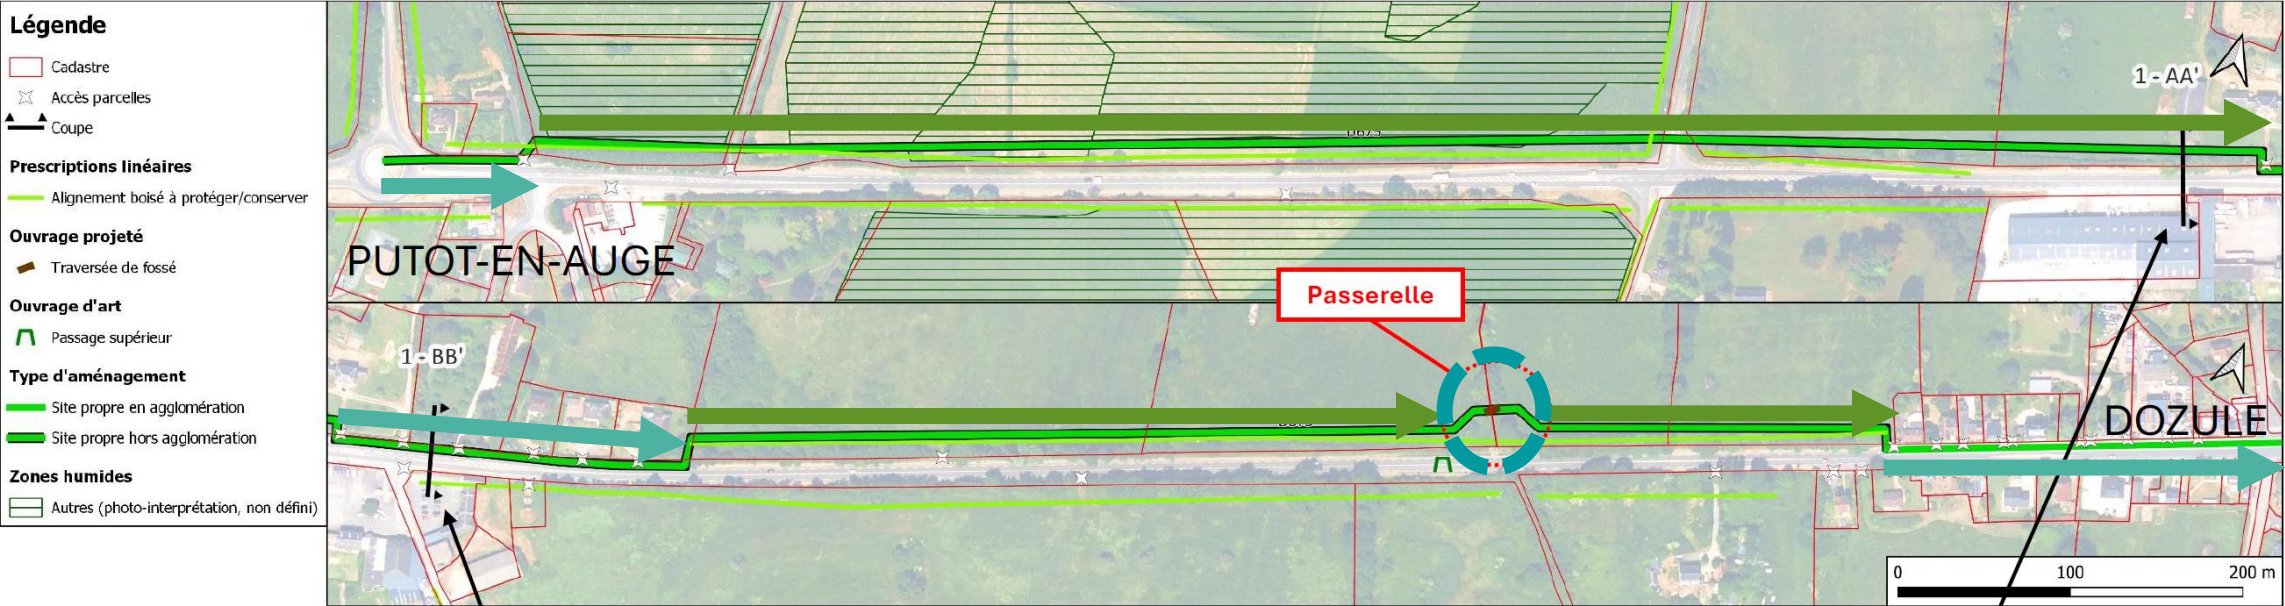 Légende
Cadastre
Accès parcelles
Coupe
Prescriptions linéaires
Alignement boisé à protéger/conserver
Ouvrage projeté
Traversée de fossé
Ouvrage d'art
Passage supérieur
Type d'aménagement
Site propre en agglomération
Site propre hors agglomération
Zones humides
Autres (photo-interprétation, non défini)
1 - AA'
D675
PUTOT-EN-AUGE
Passerelle
1 - BB'
DOZULE
0 100 200 m